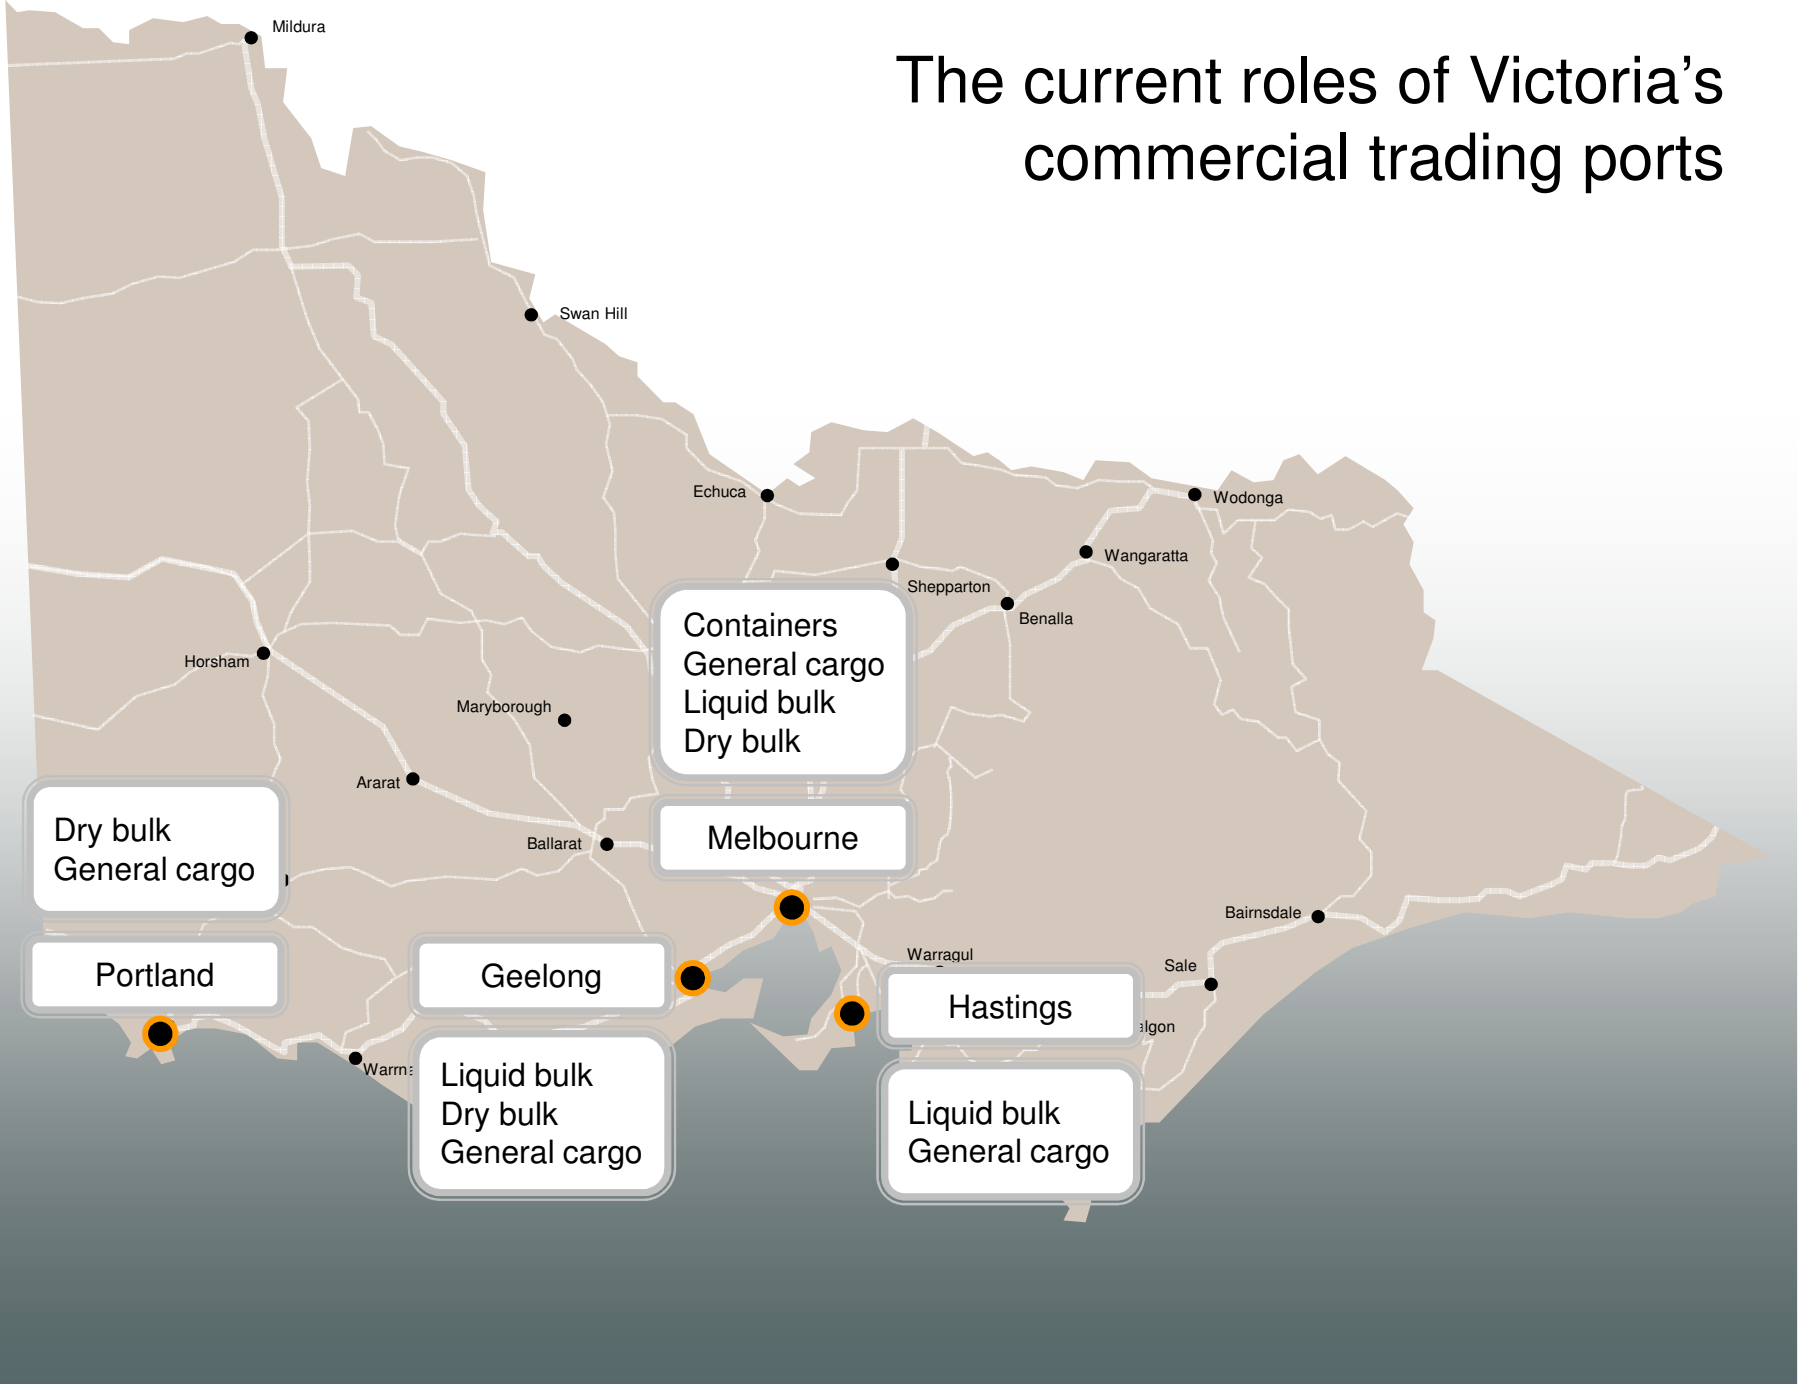 Mildura
The current roles of Victoria’s
commercial trading ports
Swan Hill
Echuca
Wodonga
Wangaratta
Shepparton
Benalla
Containers
General cargo
Liquid bulk
Dry bulk
Horsham
Maryborough
Ararat
Ballarat
Melbourne
Dry bulk
General cargo
Portland
Bairnsdale
Warragul
Sale
Geelong
Hastings
Liquid bulk
Dry bulk
General cargo
Liquid bulk
General cargo